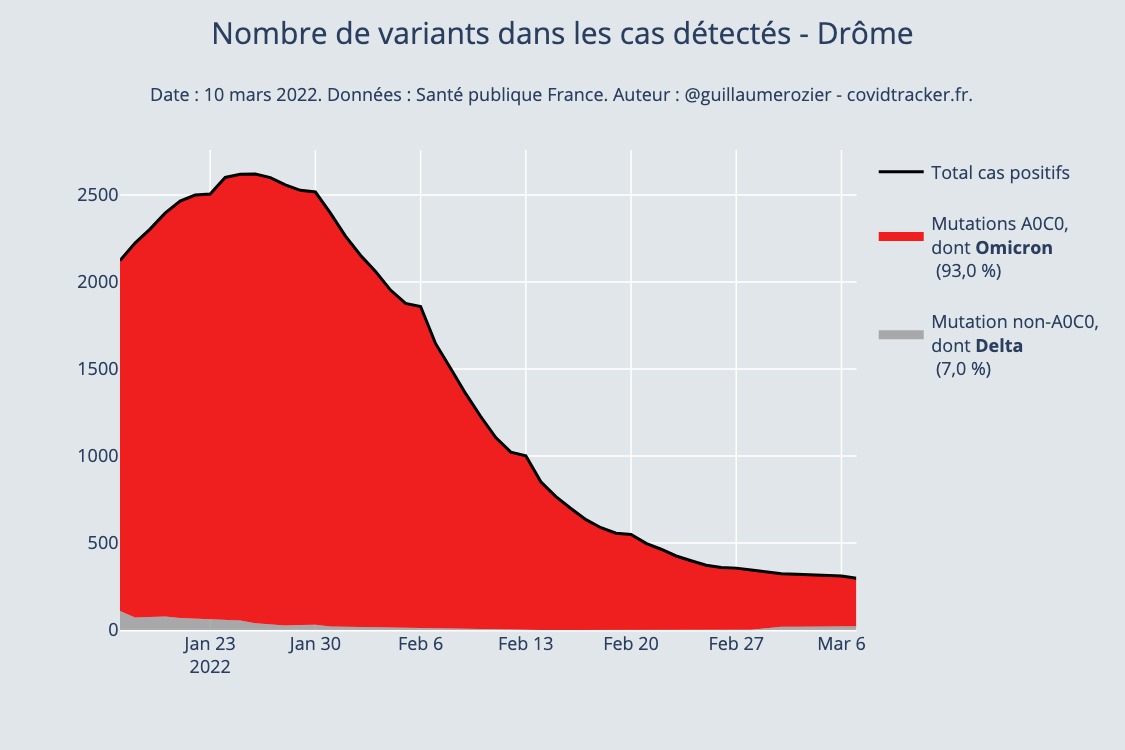 Nombre de variants dans les cas détectés - Drôme
Date : 10 mars 2022. Données : Santé publique France. Auteur : @guillaumerozier - covidtracker.fr.
2500
2000
1500
1000
500
0
Jan 23
2022
Jan 30
Feb 6
Feb 13
Feb 20
Feb 27
Mar 6
Total cas positifs
Mutations A0C0,
dont Omicron
(93,0 %)
Mutation non-A0C0,
dont Delta
(7,0 %)